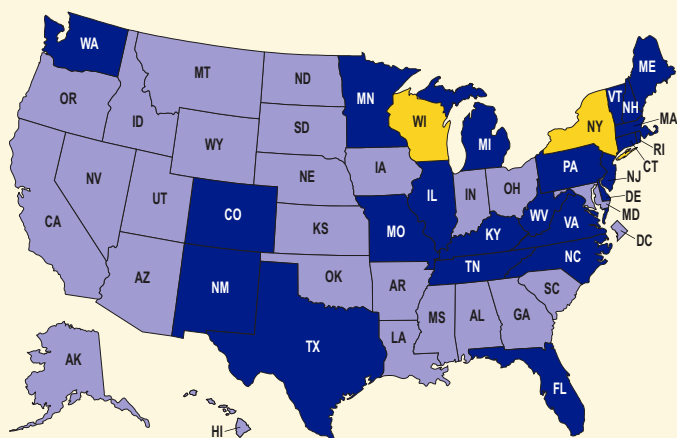 WA
ME
MT
ND
MN
VT
NH
OR
ID
WI
NY
MA
SD
MI
RI
WY
CT
IA
PA
NJ
NE
NV
OH
IN
IL
UT
DE
CO
WV
MD
VA
CA
KS
MO
KY
DC
NC
TN
OK
AZ
NM
AR
SC
MS
AL
GA
LA
TX
AK
FL
HI